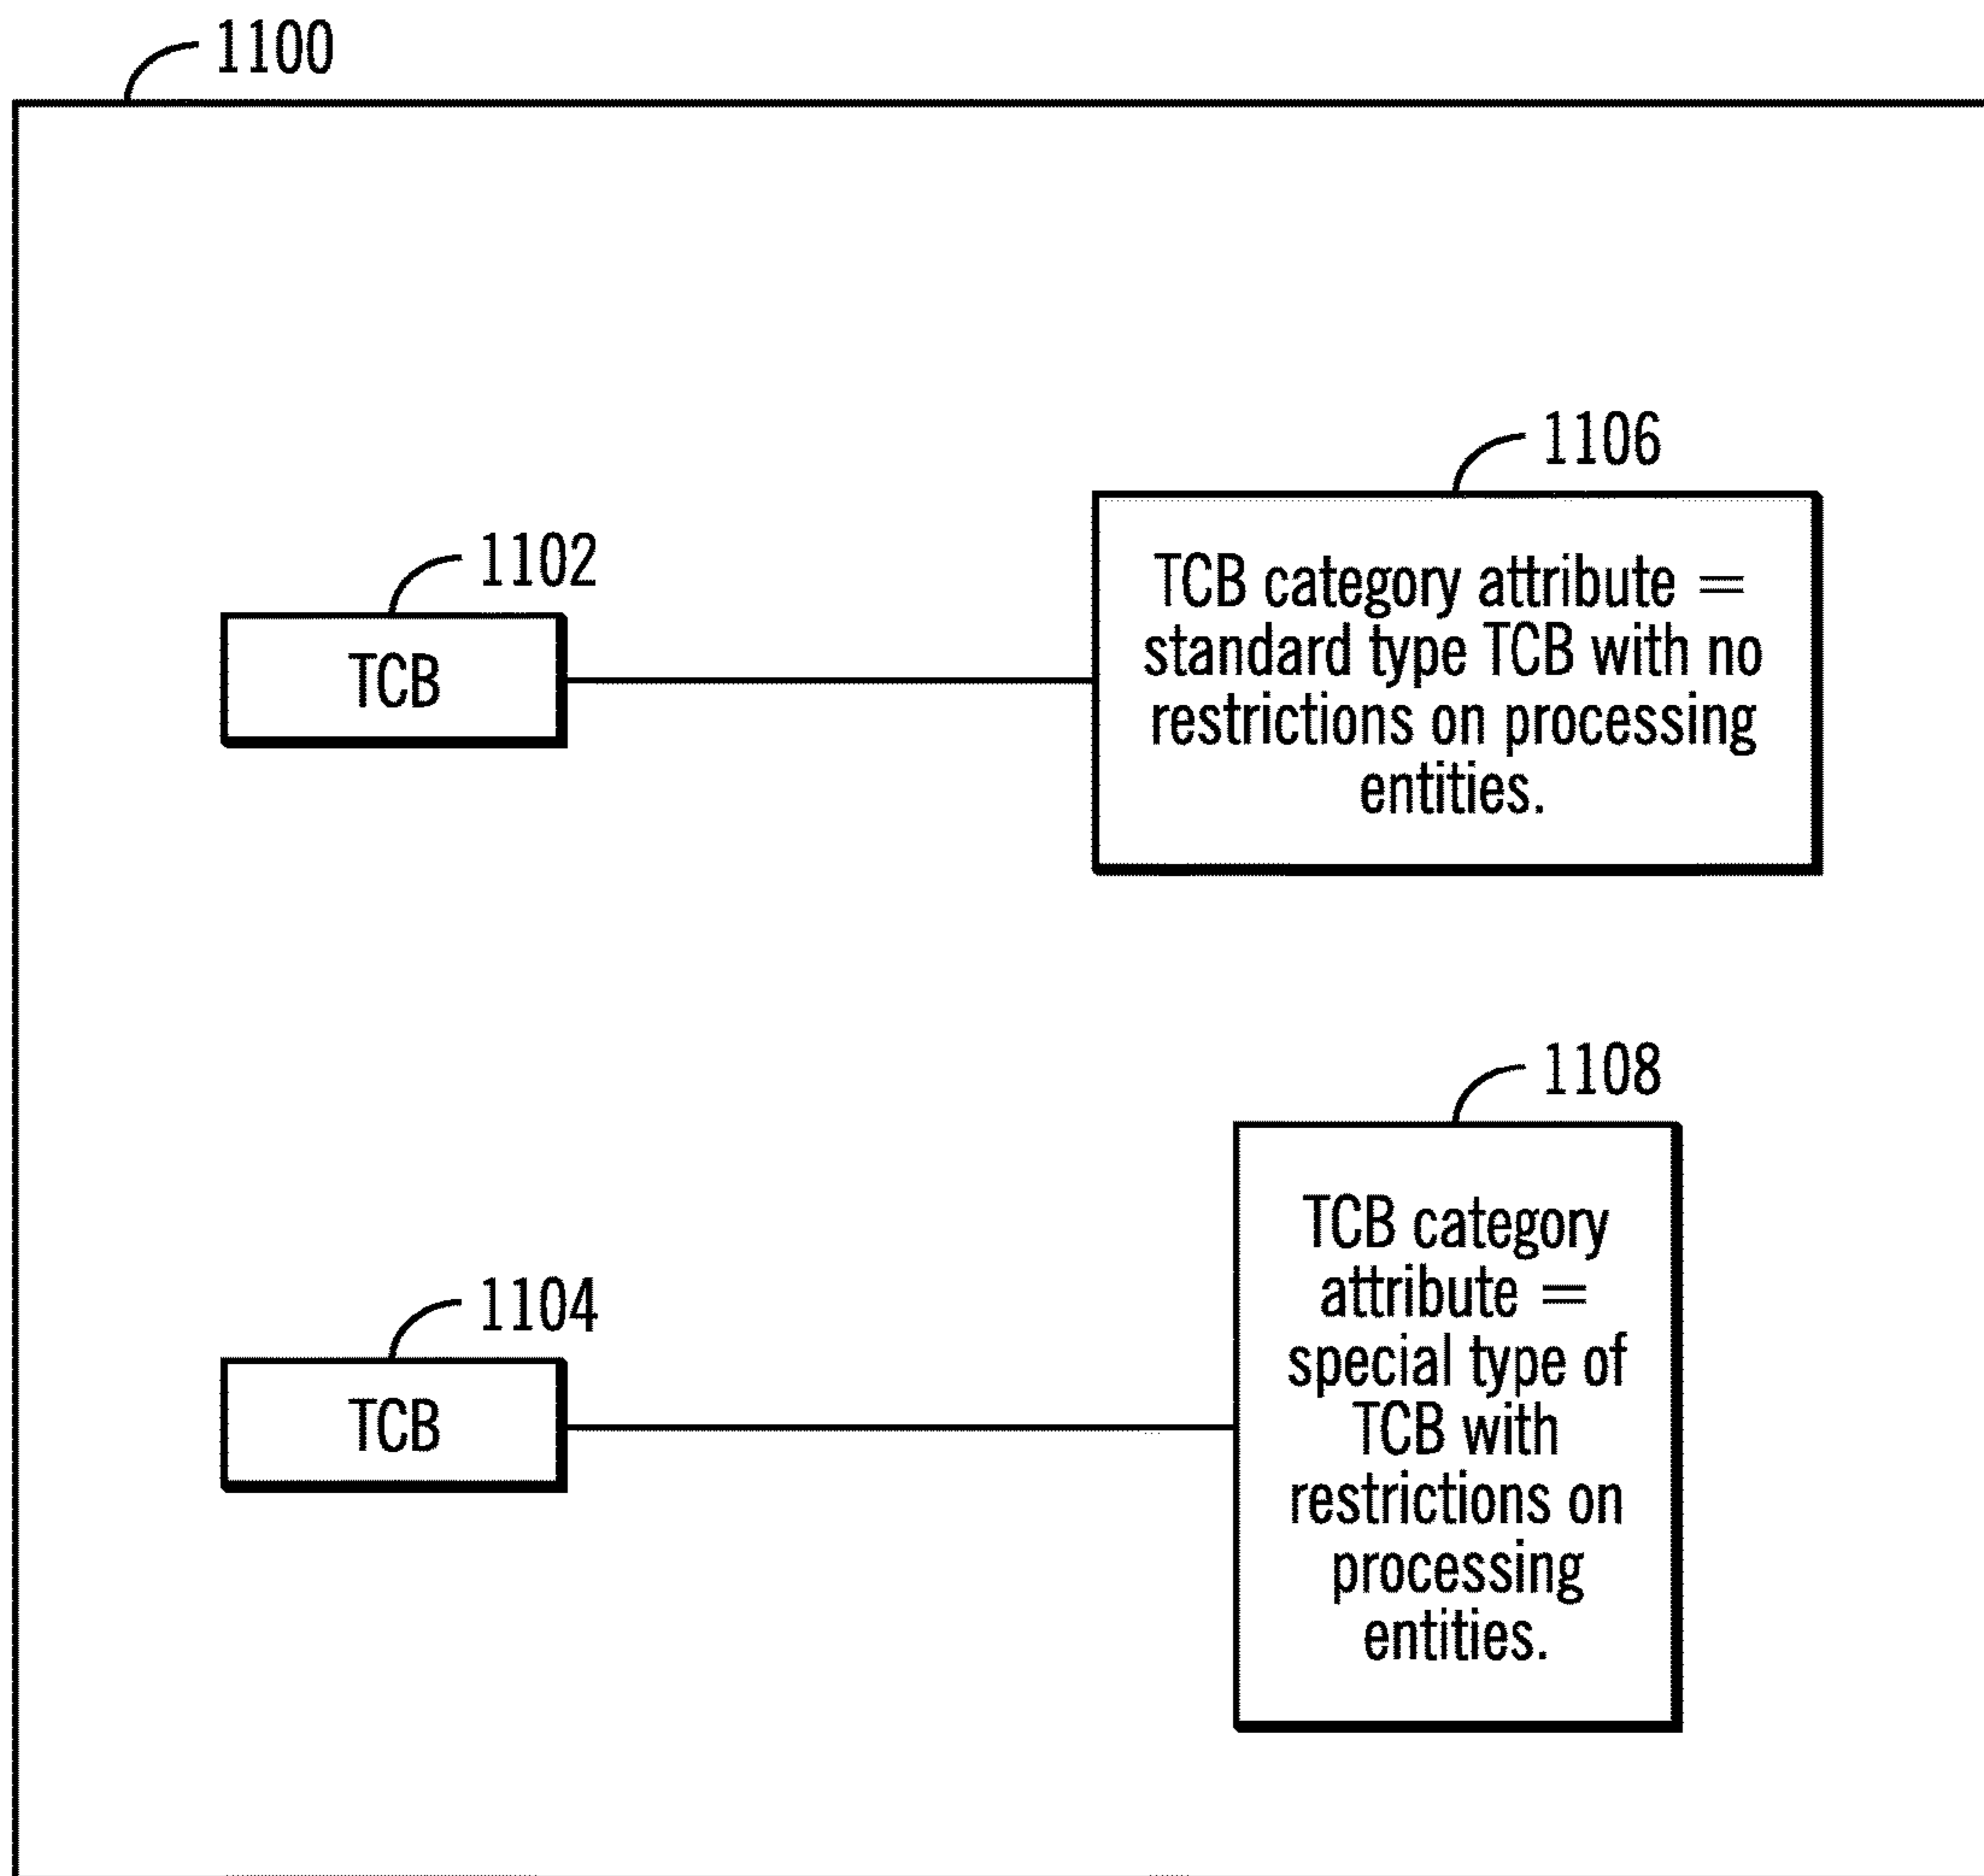 1100
1106
TCB category attribute =
standard type TCB with no
restrictions on processing
entities.
1102
TCB
1108
TCB category
attribute =
special type of
TCB with
restrictions on
processing
entities.
1104
TCB